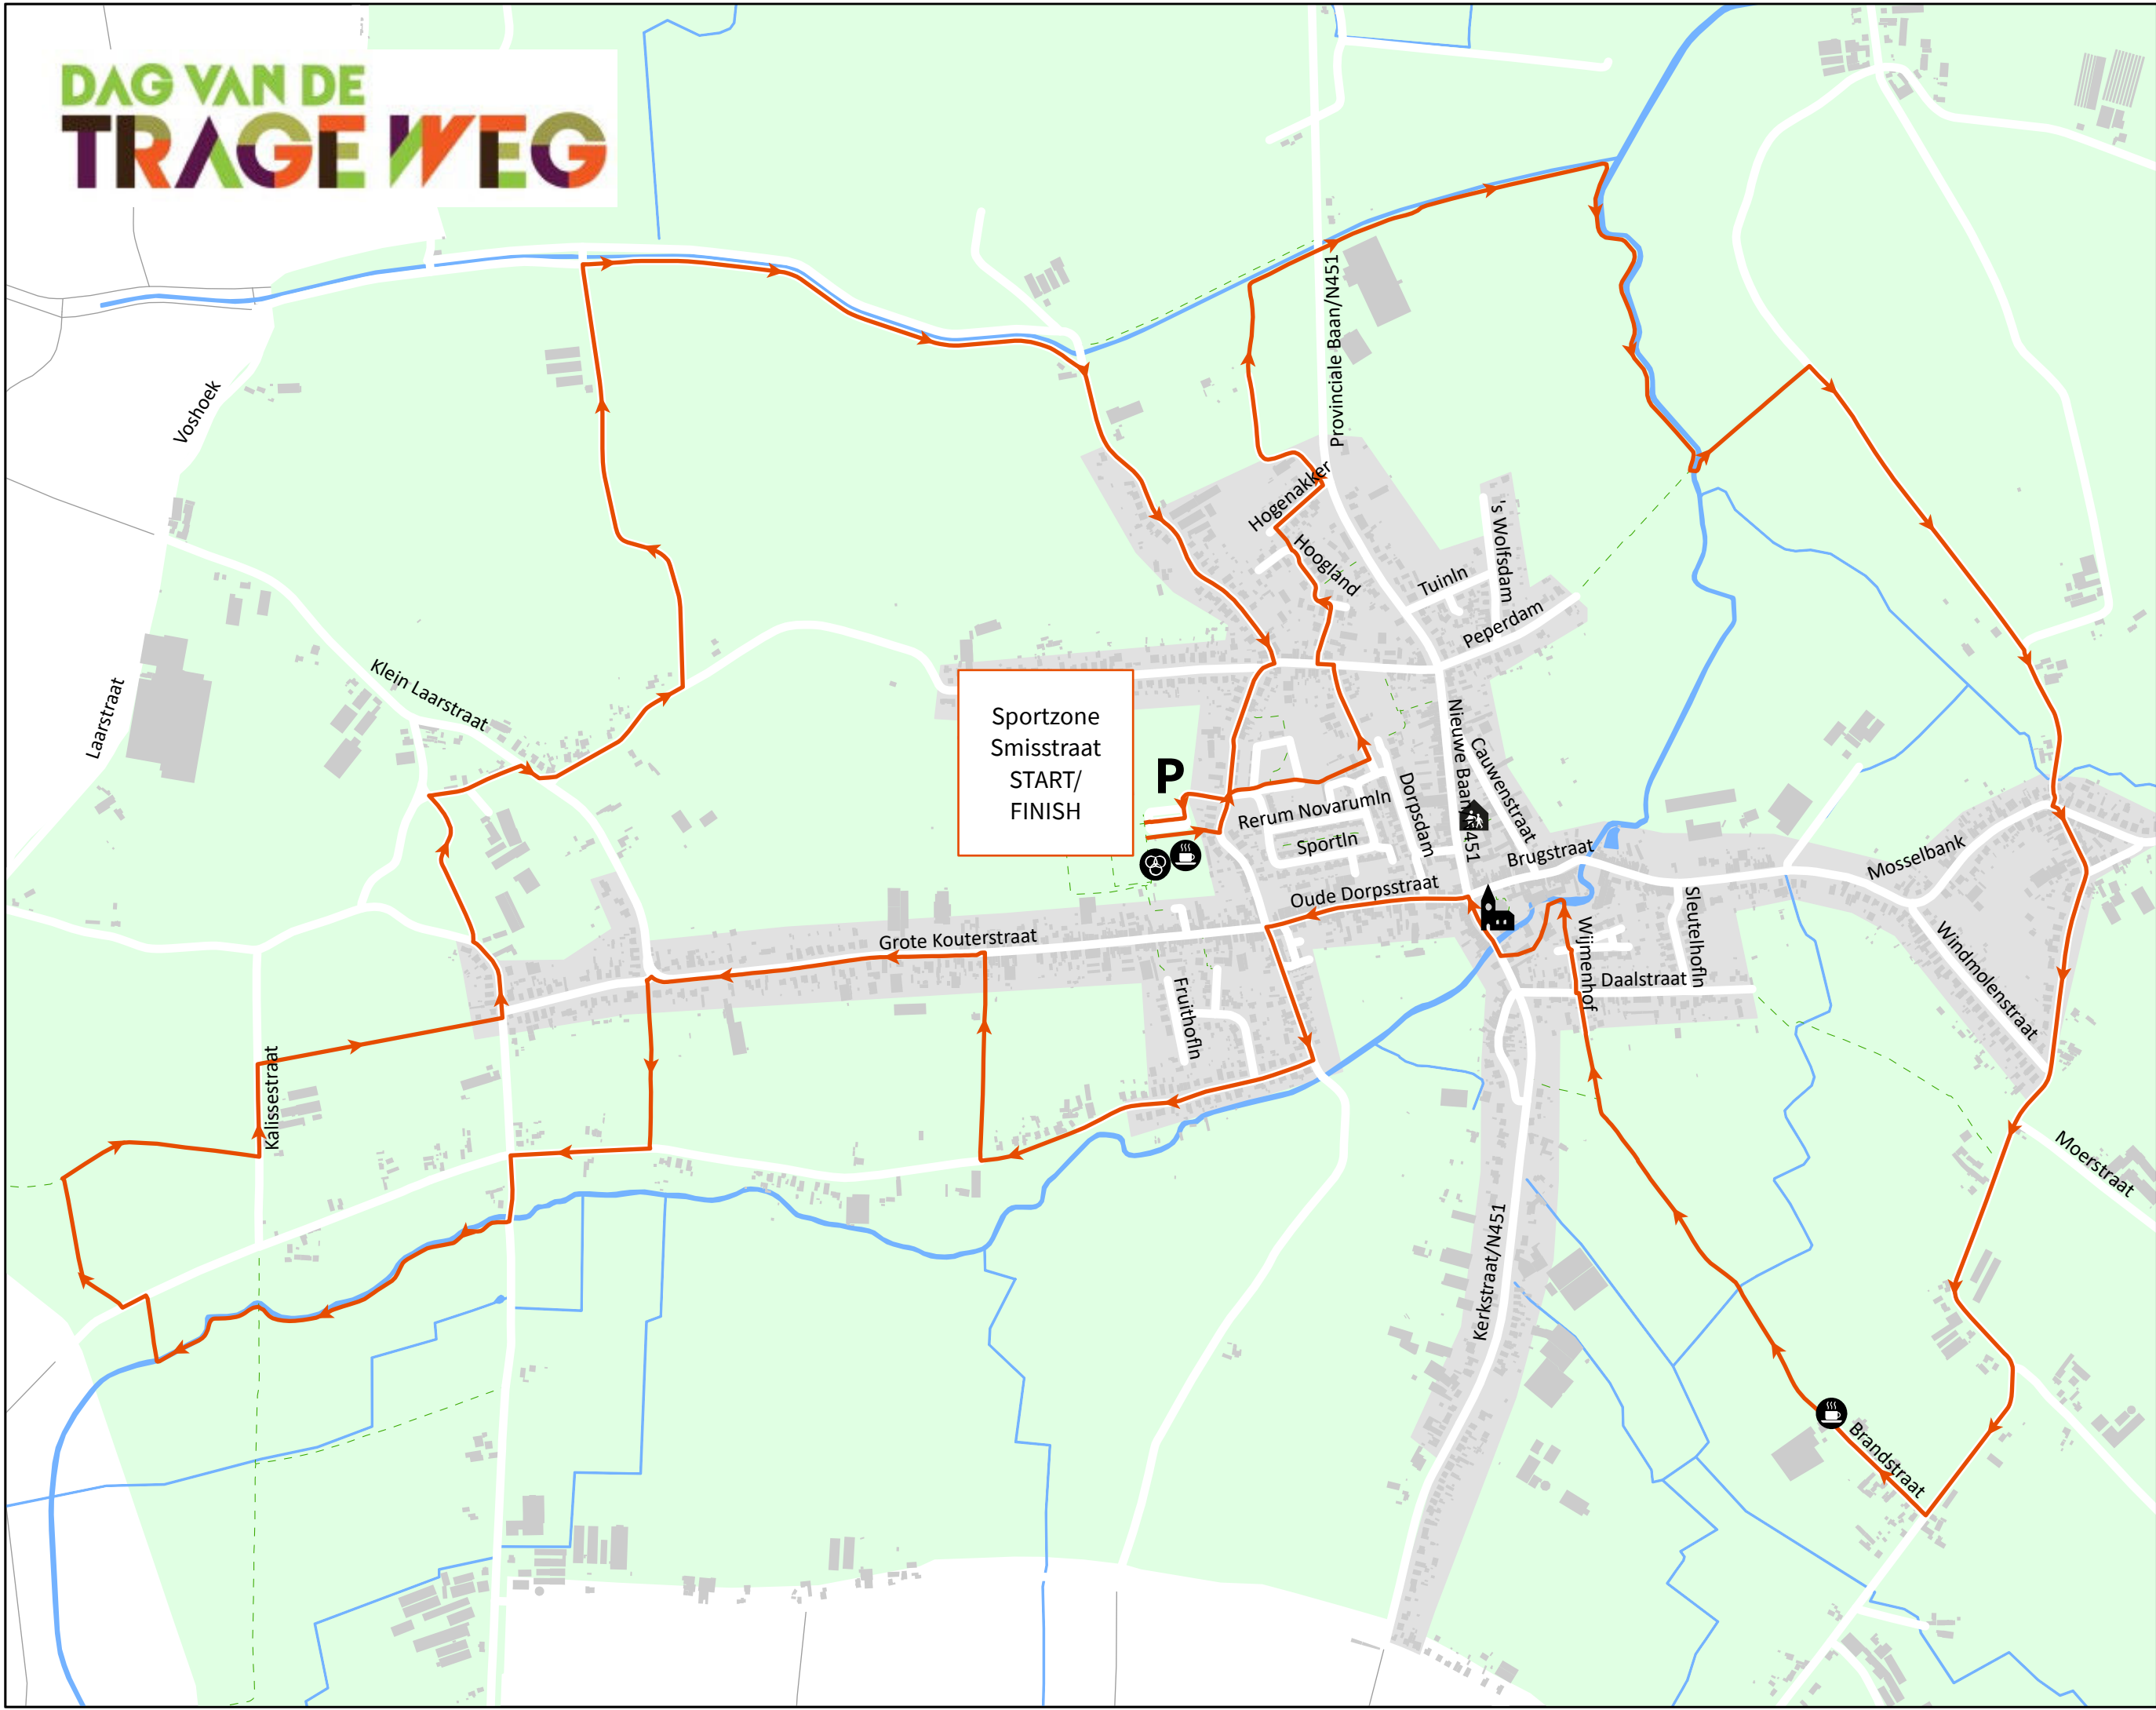 DAG VAN DE
TRAGE WEG
Provinciale Baan/N451
Voshoek
Hogenakker
Hoogland
's Wolfsdam
Tuinln
Peperdam
Klein Laarstraat
Laarstraat
Sportzone
Smisstraat
START/
FINISH
P
Nieuwe Baan
451
Cauwenstraat
Dorpsdam
Rerum Novarumln
Sportln
Brugstraat
Mosselbank
Oude Dorpsstraat
Sleutelhofln
Wijmenhof
Grote Kouterstraat
Daalstraat
Windmolenstraat
Fruithofln
Kalissestraat
Moerstraat
Kerkstraat/N451
Brandstraat